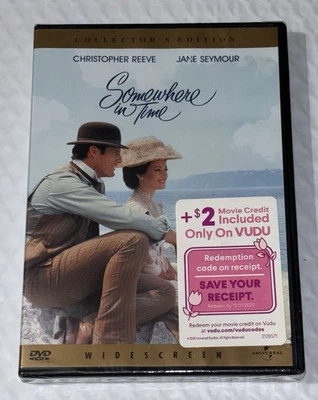 COLLECTOR'S EDITION
CHRISTOPHER REEVE JANE SEYMOUR
Somewhere
in Time
+$2 Movie Credit
Included
Only On VUDU
Redemption
code on receipt.
SAVE YOUR
RECEIPT.
Redeem your movie credit on Vudu
at vudu.com/vuducodes
DVD
VIDEO
WIDESCREEN
UNIVERSAL